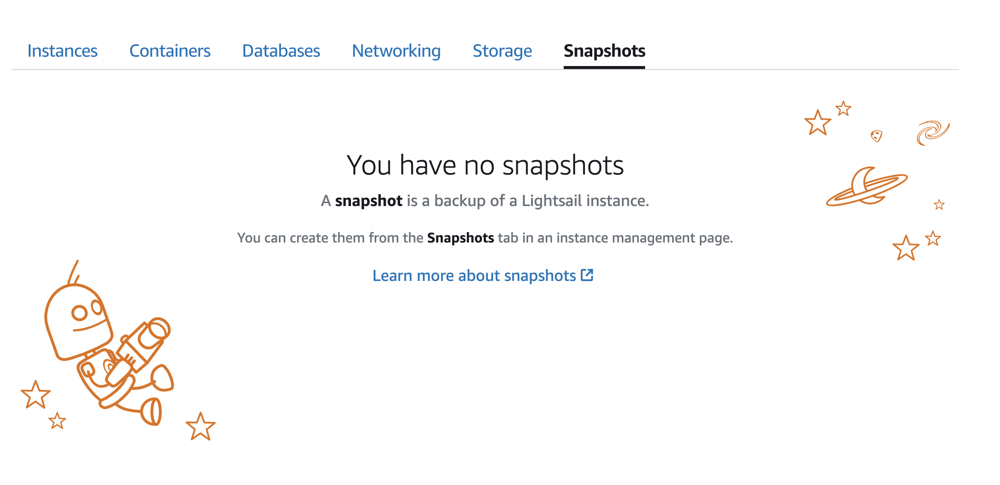 Instances Containers Databases Networking Storage Snapshots
You have no snapshots
A snapshot is a backup of a Lightsail instance.
You can create them from the Snapshots tab in an instance management page.
Learn more about snapshots